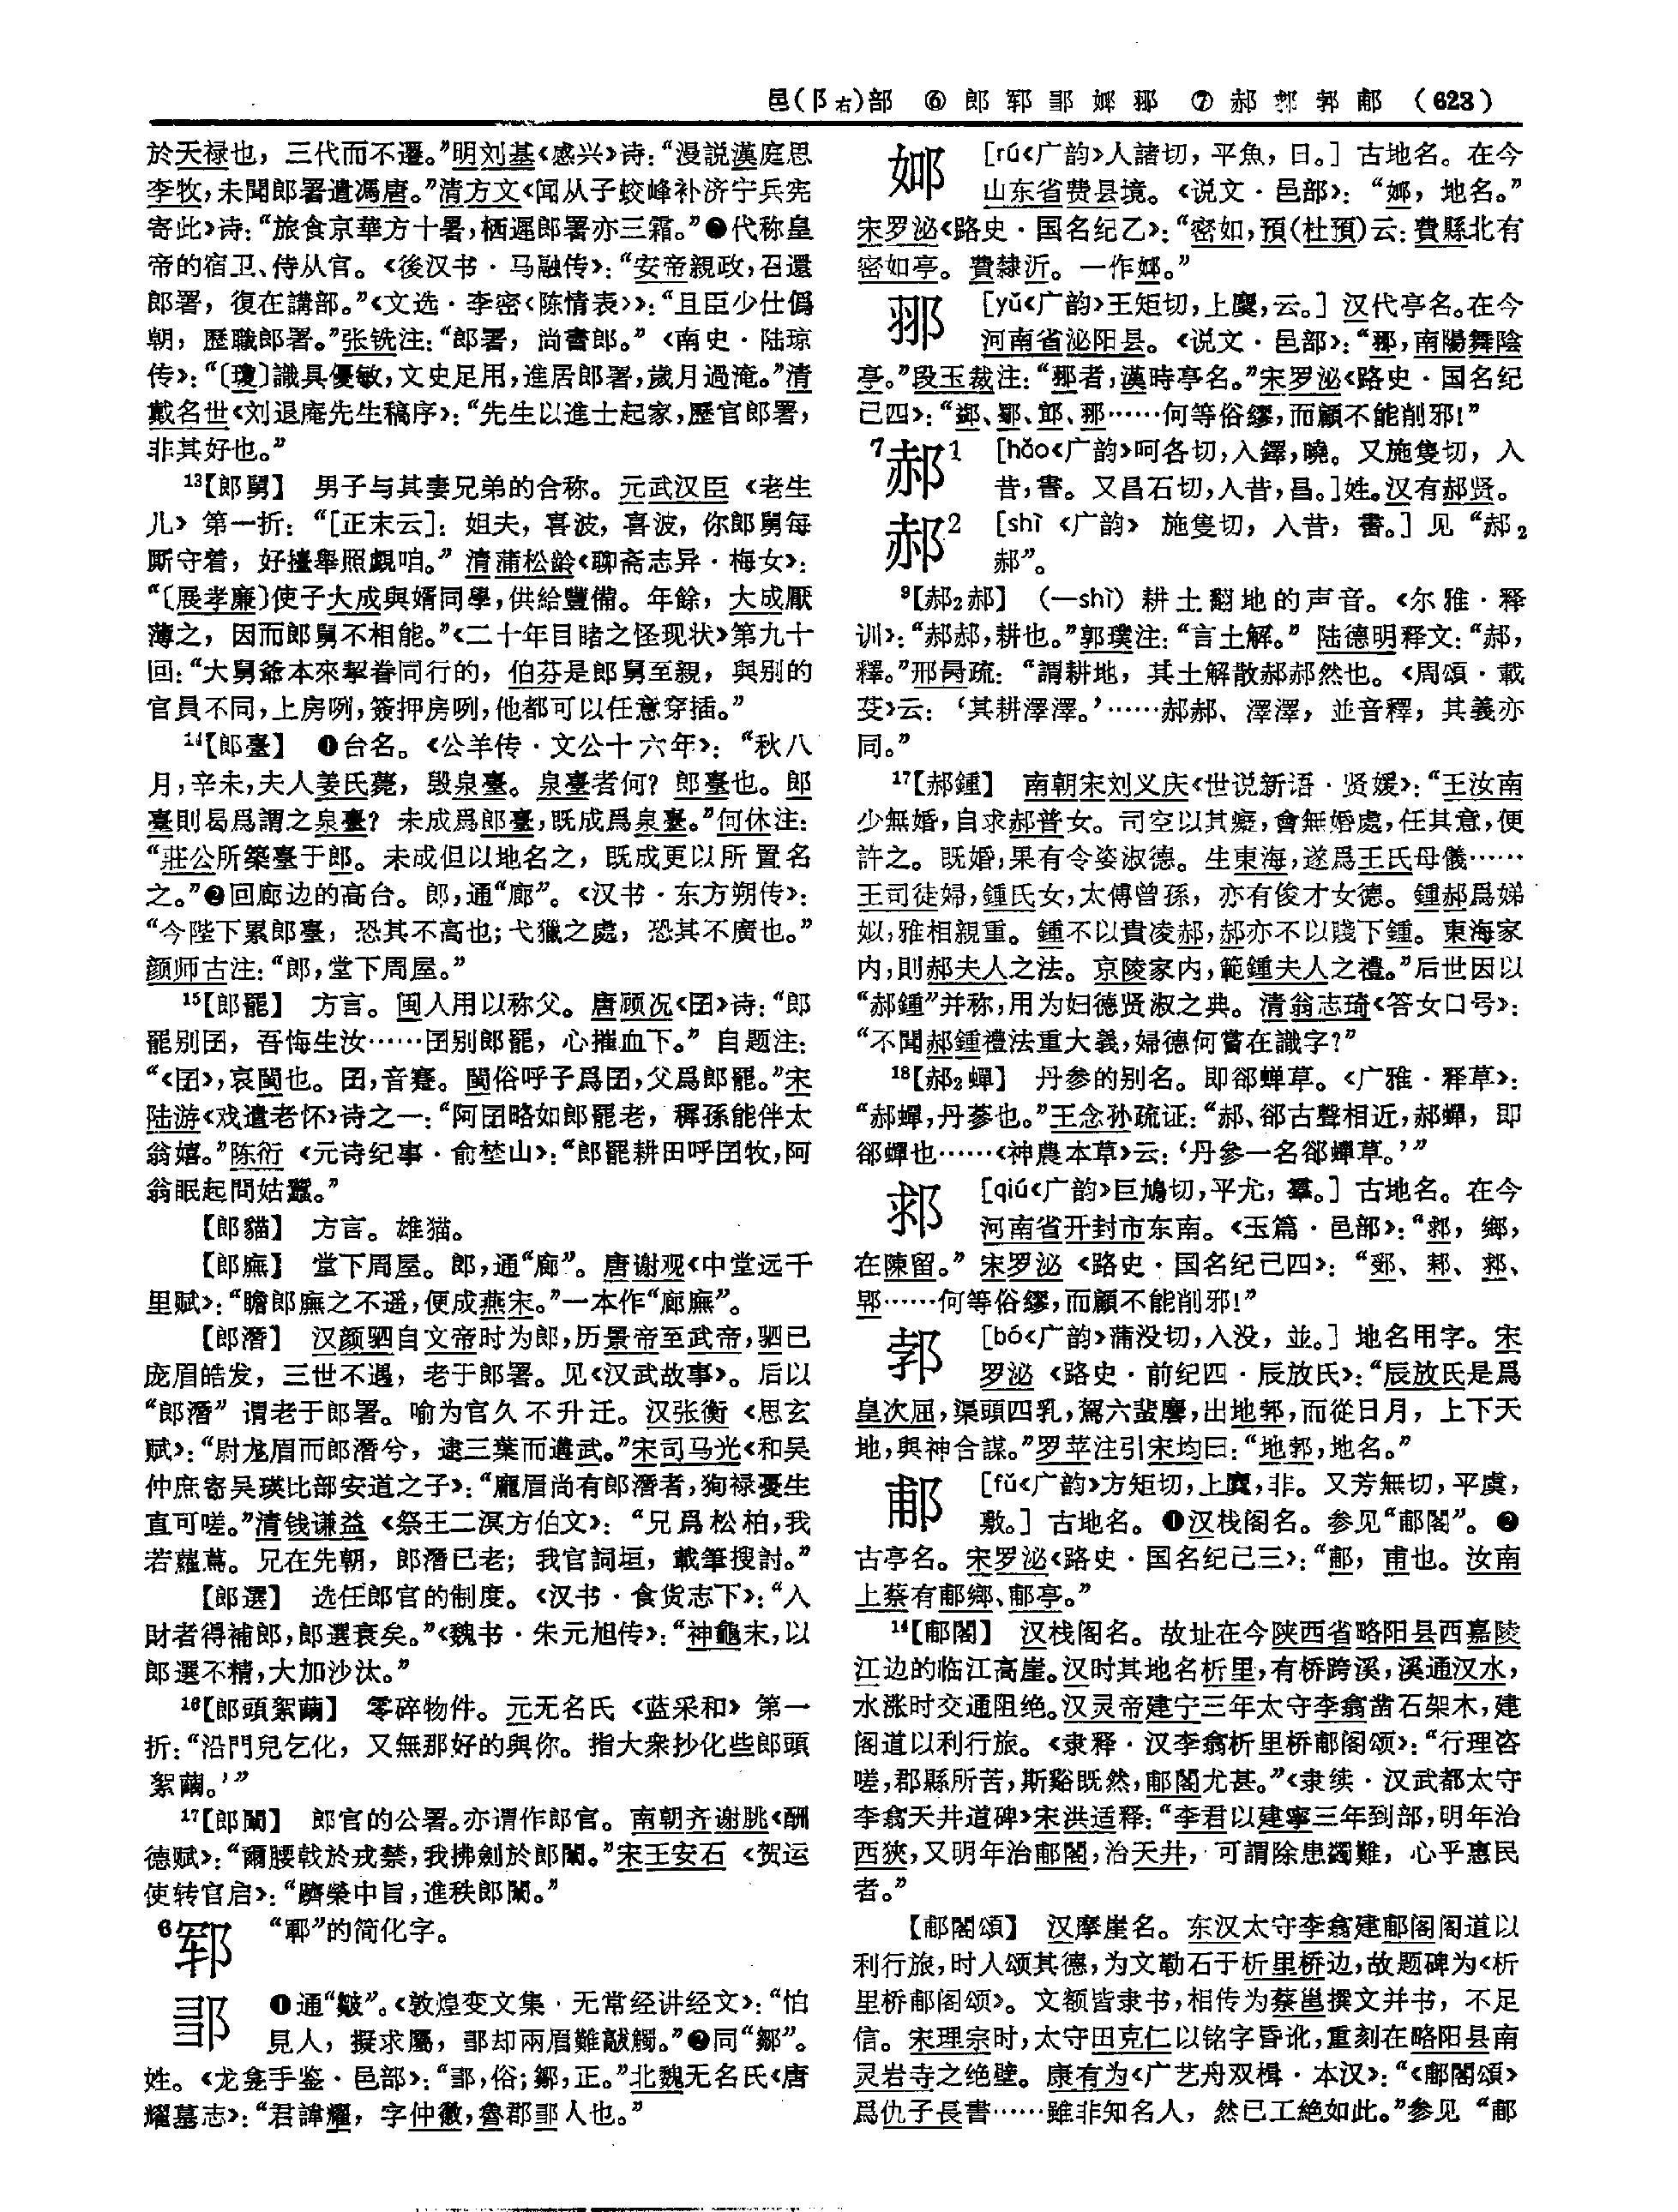 邑(阝右)部 ⑥ 郎 郓 郖 㚼 䢼 ⑦ 郝 郣 郙 (623)
於天禄也，三代而不遷。”明刘基《感兴》诗：“漫説漢庭思
李牧，未聞郎署遺馮唐。”清方文《闻从子蛟峰补济宁兵宪
寄此》诗：“旅食京華方十暑，栖遲郎署亦三霜。”❷代称皇
帝的宿卫、侍从官。《後汉书·马融传》：“安帝親政，召還
郎署，復在講部。”《文选·李密〈陈情表〉》：“且臣少仕僞
朝，歷職郎署。”张铣注：“郎署，尚書郎。”《南史·陆琼
传》：“〔瓊〕識具優敏，文史足用，進居郎署，歲月過淹。”清
戴名世《刘退庵先生稿序》：“先生以進士起家，歷官郎署，
非其好也。”
13【郎舅】 男子与其妻兄弟的合称。元武汉臣《老生
儿》第一折：“[正末云]：姐夫，喜波，喜波，你郎舅每
厮守着，好擡舉照覷咱。”清蒲松龄《聊斋志异·梅女》：
“〔展孝廉〕使子大成與婿同學，供給豐備。年餘，大成厭
薄之，因而郎舅不相能。”《二十年目睹之怪现状》第九十
回：“大舅爺本來挈眷同行的，伯芬是郎舅至親，與别的
官員不同，上房咧，簽押房咧，他都可以任意穿插。”
14【郎臺】 ❶台名。《公羊传·文公十六年》：“秋八
月，辛未，夫人姜氏薨，毁泉臺。泉臺者何？郎臺也。郎
臺則曷爲謂之泉臺？未成爲郎臺，既成爲泉臺。”何休注：
“莊公所築臺于郎。未成但以地名之，既成更以所置名
之。”❷回廊边的高台。郎，通“廊”。《汉书·东方朔传》：
“今陛下累郎臺，恐其不高也；弋獵之處，恐其不廣也。”
颜师古注：“郎，堂下周屋。”
15【郎罷】 方言。闽人用以称父。唐顾况《囝》诗：“郎
罷别囝，吾悔生汝……囝别郎罷，心摧血下。”自题注：
“《囝》，哀閩也。囝，音蹇。閩俗呼子爲囝，父爲郎罷。”宋
陆游《戏遣老怀》诗之一：“阿囝略如郎罷老，穉孫能伴太
翁嬉。”陈衍《元诗纪事·俞埜山》：“郎罷耕田呼囝牧，阿
翁眠起問姑蠶。”
【郎貓】 方言。雄猫。
【郎廡】 堂下周屋。郎，通“廊”。唐谢观《中堂远千
里赋》：“瞻郎廡之不遥，便成燕宋。”一本作“廊廡”。
【郎潛】 汉颜驷自文帝时为郎，历景帝至武帝，驷已
庞眉皓发，三世不遇，老于郎署。见《汉武故事》。后以
“郎潛”谓老于郎署。喻为官久不升迁。汉张衡《思玄
赋》：“尉尨眉而郎潛兮，逮三葉而遘武。”宋司马光《和吴
仲庶寄吴瑛比部安道之子》：“龐眉尚有郎潛者，狥禄憂生
直可嗟。”清钱谦益《祭王二溟方伯文》：“兄爲松柏，我
若蘿蔦。兄在先朝，郎潛已老；我官詞垣，載筆搜討。”
【郎選】 选任郎官的制度。《汉书·食货志下》：“入
財者得補郎，郎選衰矣。”《魏书·朱元旭传》：“神龜末，以
郎選不精，大加沙汰。”
16【郎頭絮繭】 零碎物件。元无名氏《蓝采和》第一
折：“沿門兒乞化，又無那好的與你。指大衆抄化些郎頭
絮繭。’”
17【郎闈】 郎官的公署。亦谓作郎官。南朝齐谢朓《酬
德赋》：“爾腰戟於戎禁，我拂劍於郎闈。”宋王安石《贺运
使转官启》：“躋榮中旨，進秩郎闈。”
6郓 “鄆”的简化字。
❶通“皺”。《敦煌变文集·无常经讲经文》：“怕
見人，擬求屬，郖却兩眉難敲觸。”❷同“鄒”。
姓。《龙龛手鉴·邑部》：“郖，俗；鄒，正。”北魏无名氏《唐
耀墓志》：“君諱耀，字仲徽，魯郡郖人也。”
[rú《广韵》人諸切，平魚，日。] 古地名。在今
山东省费县境。《说文·邑部》：“䢴，地名。”
宋罗泌《路史·国名纪乙》：“密如，預(杜預)云：費縣北有
密如亭。費隸沂。一作䢴。”
䢼 [yǔ《广韵》王矩切，上麌，云。] 汉代亭名。在今
河南省泌阳县。《说文·邑部》：“䢼，南陽舞陰
亭。”段玉裁注：“䢼者，漢時亭名。”宋罗泌《路史·国名纪
己四》：“……何等俗繆，而顧不能削邪！”
7郝1 [hǎo《广韵》呵各切，入鐸，曉。又施隻切，入
昔，書。又昌石切，入昔，昌。]姓。汉有郝贤。
郝2 [shì《广韵》施隻切，入昔，書。] 见“郝2
郝”。
9【郝2郝】（—shì）耕土翻地的声音。《尔雅·释
训》：“郝郝，耕也。”郭璞注：“言土解。”陆德明释文：“郝，
釋。”邢昺疏：“謂耕地，其土解散郝郝然也。《周頌·載
芟》云：‘其耕澤澤。’……郝郝、澤澤，並音釋，其義亦
同。”
17【郝鍾】 南朝宋刘义庆《世说新语·贤媛》：“王汝南
少無婚，自求郝普女。司空以其癡，會無婚處，任其意，便
許之。既婚，果有令姿淑德。生東海，遂爲王氏母儀……
王司徒婦，鍾氏女，太傅曾孫，亦有俊才女德。鍾郝爲娣
姒，雅相親重。鍾不以貴凌郝，郝亦不以賤下鍾。東海家
内，則郝夫人之法。京陵家内，範鍾夫人之禮。”后世因以
“郝鍾”并称，用为妇德贤淑之典。清翁志琦《答女口号》：
“不聞郝鍾禮法重大義，婦德何嘗在識字？”
18【郝2蟬】 丹参的别名。即郤蝉草。《广雅·释草》：
“郝蟬，丹蔘也。”王念孙疏证：“郝、郤古聲相近，郝蟬，即
郤蟬也……《神農本草》云：‘丹參一名郤蟬草。’”
[qiú《广韵》巨鳩切，平尤，羣。] 古地名。在今
河南省开封市东南。《玉篇·邑部》：“，鄉，
在陳留。”宋罗泌《路史·国名纪己四》：“
……何等俗繆，而顧不能削邪！”
郣 [bó《广韵》蒲没切，入没，並。] 地名用字。宋
罗泌《路史·前纪四·辰放氏》：“辰放氏是爲
皇次屈，渠頭四乳，駕六蜚麐，出地郣，而從日月，上下天
地，與神合謀。”罗苹注引宋均曰：“地郣，地名。”
郙 [fǔ《广韵》方矩切，上麌，非。又芳無切，平虞，
敷。] 古地名。❶汉栈阁名。参见“郙閣”。❷
古亭名。宋罗泌《路史·国名纪己三》：“郙，甫也。汝南
上蔡有郙鄉、郙亭。”
14【郙閣】 汉栈阁名。故址在今陕西省略阳县西嘉陵
江边的临江高崖。汉时其地名析里，有桥跨溪，溪通汉水，
水涨时交通阻绝。汉灵帝建宁三年太守李翕凿石架木，建
阁道以利行旅。《隶释·汉李翕析里桥郙阁颂》：“行理咨
嗟，郡縣所苦，斯谿既然，郙閣尤甚。”《隶续·汉武都太守
李翕天井道碑》宋洪适释：“李君以建寧三年到部，明年治
西狹，又明年治郙閣，治天井，可謂除患蠲難，心乎惠民
者。”
【郙閣頌】 汉摩崖名。东汉太守李翕建郙阁阁道以
利行旅，时人颂其德，为文勒石于析里桥边，故题碑为《析
里桥郙阁颂》。文额皆隶书，相传为蔡邕撰文并书，不足
信。宋理宗时，太守田克仁以铭字昏讹，重刻在略阳县南
灵岩寺之绝壁。康有为《广艺舟双楫·本汉》：“《郙閣頌》
爲仇子長書……雖非知名人，然已工絶如此。”参见“郙